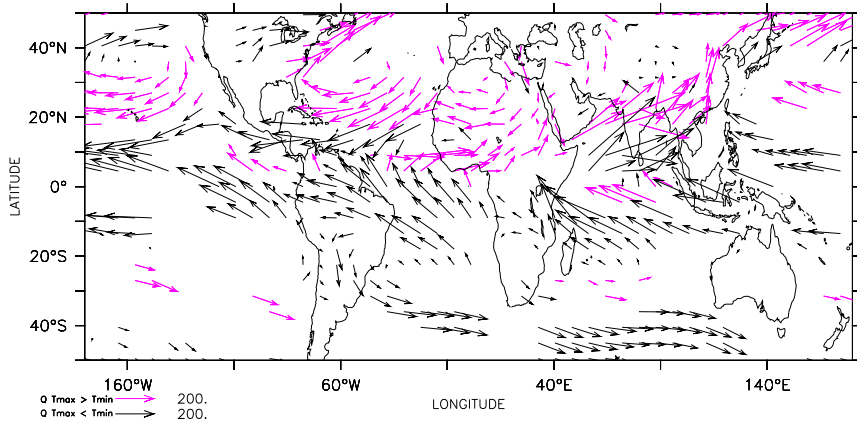 40°N
20°N
0°
20°S
40°S
LATITUDE
160°W 60°W 40°E 140°E
LONGITUDE
Q Tmax > Tmin 200.
Q Tmax < Tmin 200.